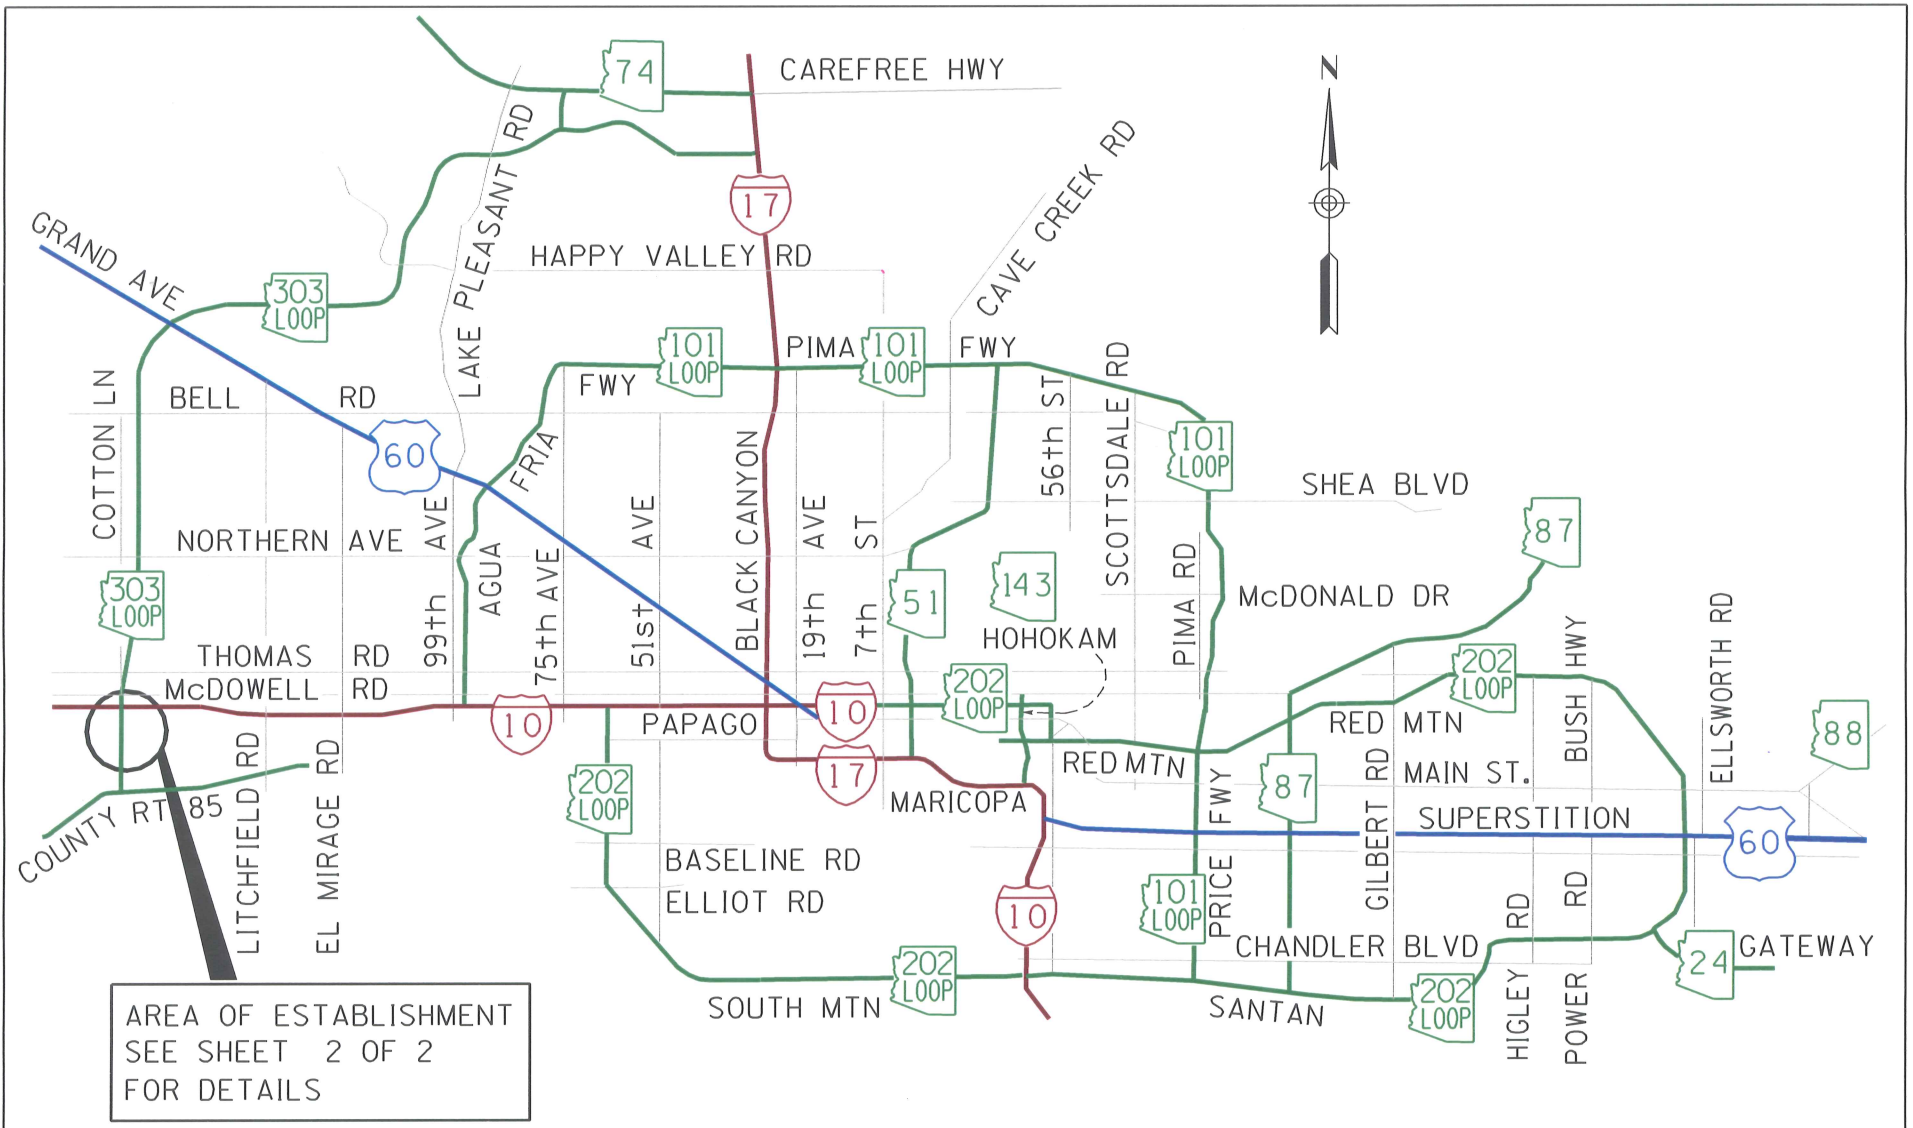 74
CAREFREE HWY
N
LAKE PLEASANT RD
17
CAVE CREEK RD
GRAND AVE
HAPPY VALLEY RD
303
LOOP
101
LOOP
PIMA
101
LOOP
FWY
FWY
COTTON LN
BELL RD
60
FRIA
BLACK CANYON
56th ST
SCOTTSDALE RD
101
LOOP
SHEA BLVD
87
NORTHERN AVE
99th AVE
AGUA
75th AVE
51st AVE
19th AVE
7th ST
143
51
PIMA RD
McDONALD DR
303
LOOP
HOHOKAM
THOMAS RD
McDOWELL RD
202
LOOP
202
LOOP
BUSH HWY
ELLSWORTH RD
10
PAPAGO
10
RED MTN
88
17
RED MTN
202
LOOP
87
MAIN ST.
MARICOPA
SUPERSTITION
60
COUNTY RT 85
LITCHFIELD RD
EL MIRAGE RD
BASELINE RD
ELLIOT RD
10
101
LOOP
PRICE FWY
GILBERT RD
CHANDLER BLVD
HIGLEY RD
POWER RD
24
GATEWAY
202
LOOP
SOUTH MTN
SANTAN
202
LOOP
AREA OF ESTABLISHMENT
SEE SHEET 2 OF 2
FOR DETAILS